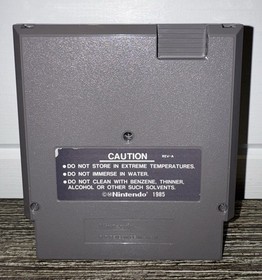 CAUTION REV-A
•DO NOT STORE IN EXTREME TEMPERATURES.
•DO NOT IMMERSE IN WATER.
•DO NOT CLEAN WITH BENZENE, THINNER,
ALCOHOL OR OTHER SUCH SOLVENTS.
©®Nintendo 1985